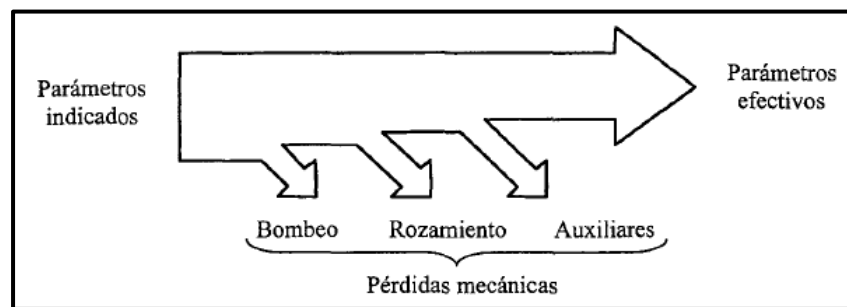 Parámetros
indicados
Parámetros
efectivos
Bombeo Rozamiento Auxiliares
Pérdidas mecánicas